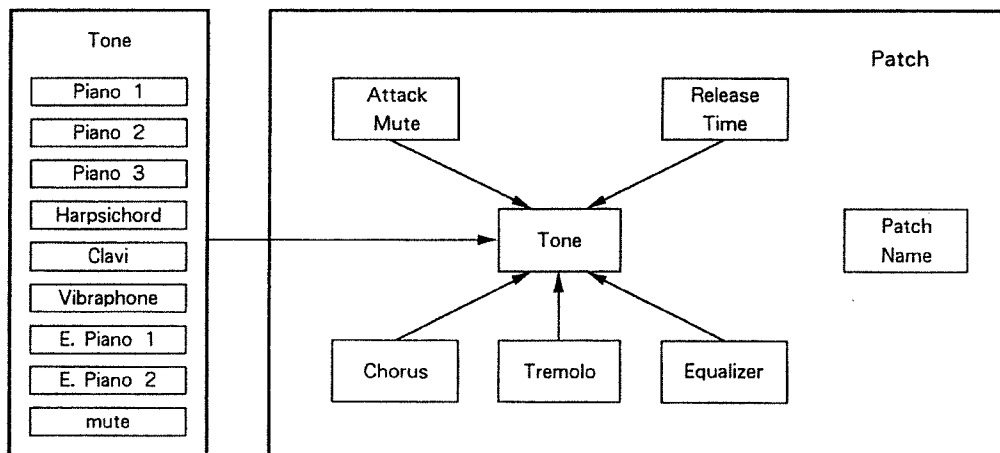 Tone
Piano 1
Piano 2
Piano 3
Harpsichord
Clavi
Vibraphone
E. Piano 1
E. Piano 2
mute
Patch
Attack
Mute
Release
Time
Tone
Patch
Name
Chorus
Tremolo
Equalizer